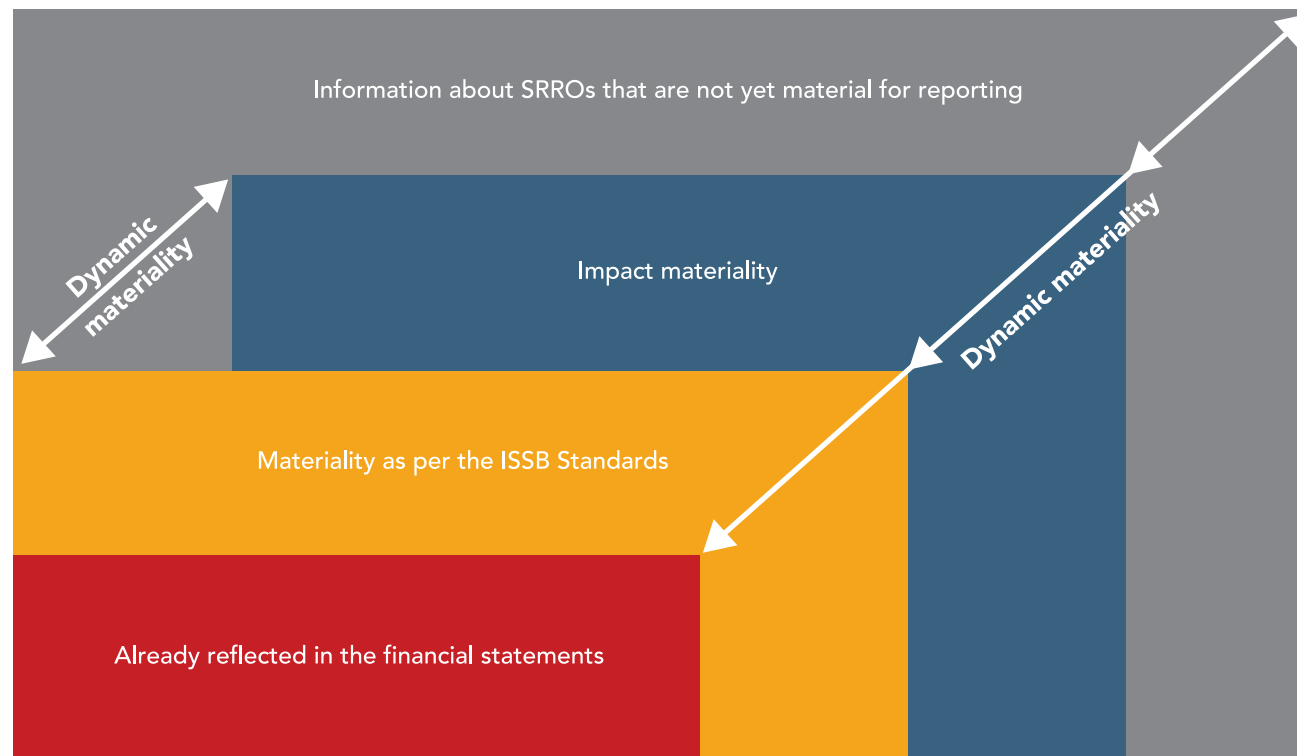 Information about SRROs that are not yet material for reporting
Dynamic
materiality
Impact materiality
Dynamic materiality
Materiality as per the ISSB Standards
Already reflected in the financial statements